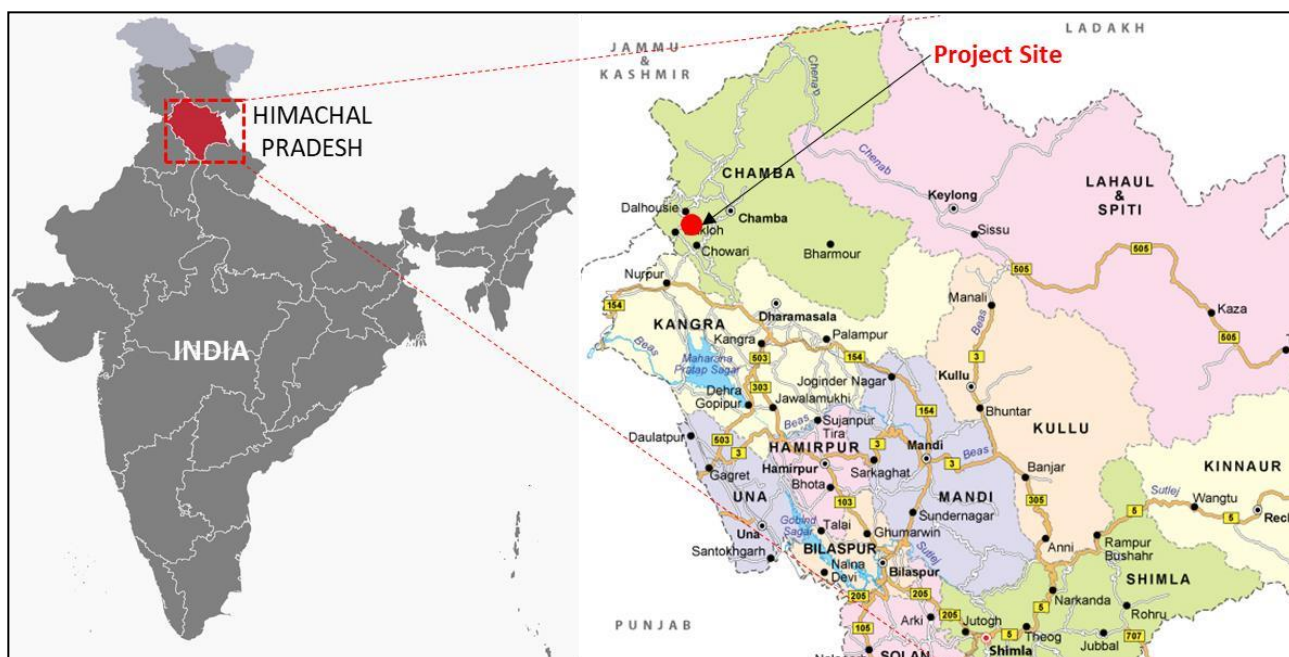 HIMACHAL
PRADESH
INDIA
JAMMU
&
KASHMIR
LADAKH
Project Site
Chenab
Chenab
CHAMBA
Dalhousie
Chamba
Chowari
Bharmour
Keylong
Sissu
LAHAUL
&
SPITI
505
505
505
Kaza
Nurpur
154
KANGRA
Dharamasala
Palampur
Kangra
503
154
Beas
Maharana
Pratap Sagar
303
Joginder Nagar
Manali
Beas
3
Kullu
Bhuntar
KULLU
Dehra
Gopipur
Jawalamukhi
154
Daulatpur
503
3
Beas
Sujanpur
Tira
HAMIRPUR
3
Mandi
3
Beas
Hamirpur
Sarkaghat
Gagret
Bhota
MANDI
Banjar
KINNAUR
UNA
103
305
Sutlej
Wangtu
5
5
Una
Gobind
Sagar
Talai
Ghumarwin
Sundernagar
Santokhgarh
BILASPUR
Sutlej
Anni
Rampur
Bushahr
Naina
Devi
Bilaspur
SHIMLA
205
205
Narkanda
Rohru
PUNJAB
Arki
205
Jutogh
5
5
Theog
Jubbal
707
105
SOLAN
Shimla